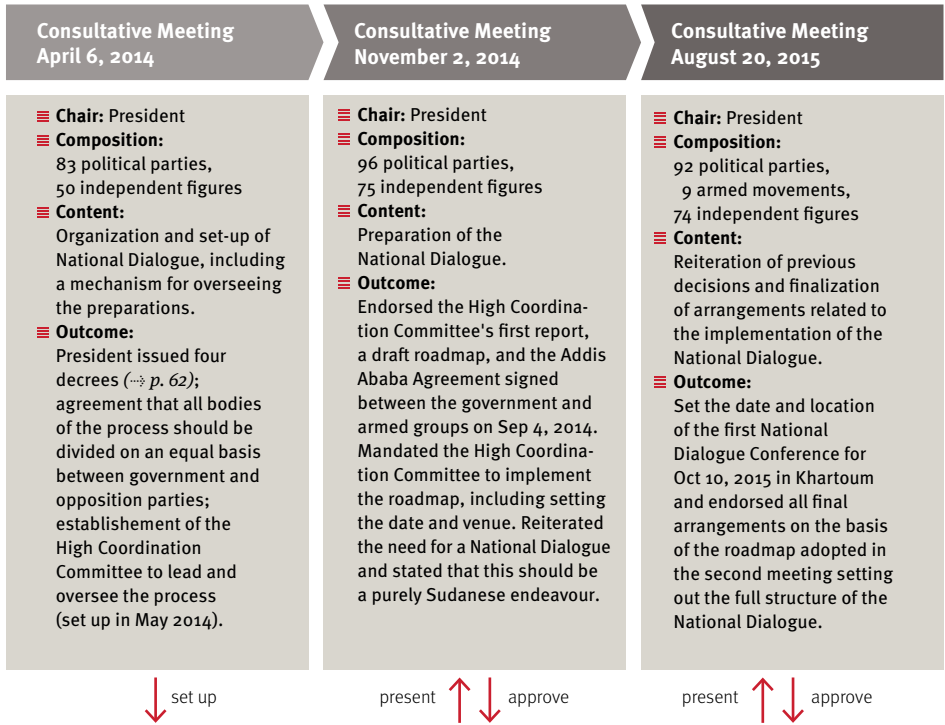 Consultative Meeting
April 6, 2014
Chair: President
Composition:
83 political parties,
50 independent figures
Content:
Organization and set-up of
National Dialogue, including
a mechanism for overseeing
the preparations.
Outcome:
President issued four
decrees (···› p. 62);
agreement that all bodies
of the process should be
divided on an equal basis
between government and
opposition parties;
establishement of the
High Coordination
Committee to lead and
oversee the process
(set up in May 2014).
set up
Consultative Meeting
November 2, 2014
Chair: President
Composition:
96 political parties,
75 independent figures
Content:
Preparation of the
National Dialogue.
Outcome:
Endorsed the High Coordina-
tion Committee's first report,
a draft roadmap, and the Addis
Ababa Agreement signed
between the government and
armed groups on Sep 4, 2014.
Mandated the High Coordina-
tion Committee to implement
the roadmap, including setting
the date and venue. Reiterated
the need for a National Dialogue
and stated that this should be
a purely Sudanese endeavour.
present approve
Consultative Meeting
August 20, 2015
Chair: President
Composition:
92 political parties,
9 armed movements,
74 independent figures
Content:
Reiteration of previous
decisions and finalization
of arrangements related to
the implementation of the
National Dialogue.
Outcome:
Set the date and location
of the first National
Dialogue Conference for
Oct 10, 2015 in Khartoum
and endorsed all final
arrangements on the basis
of the roadmap adopted in
the second meeting setting
out the full structure of the
National Dialogue.
present approve